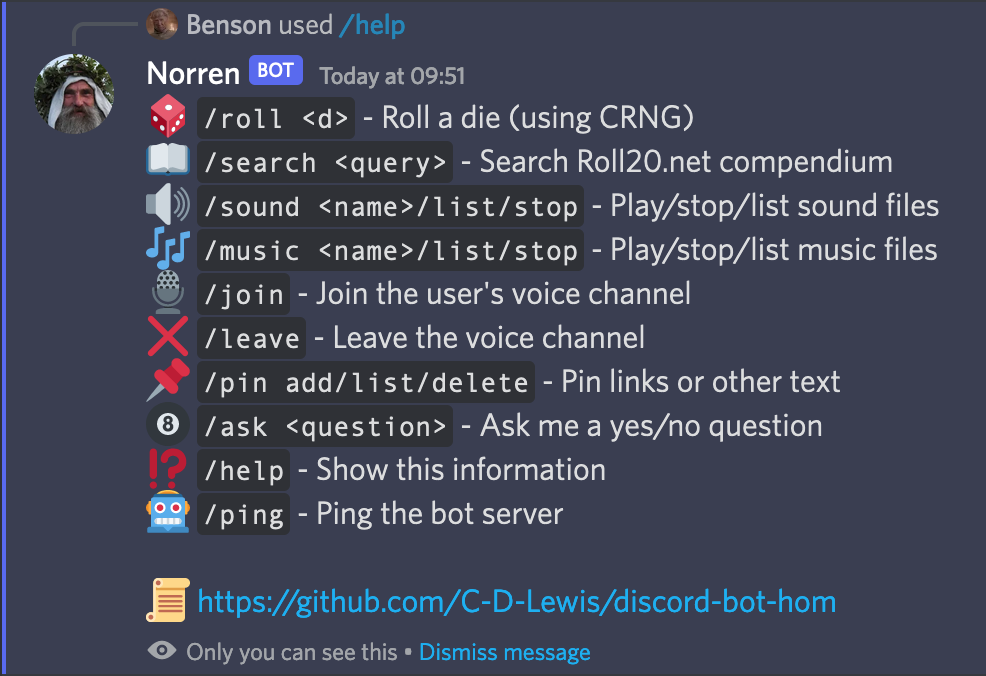 Benson used /help
Norren BOT Today at 09:51
/roll <d> - Roll a die (using CRNG)
/search <query> - Search Roll20.net compendium
/sound <name>/list/stop - Play/stop/list sound files
/music <name>/list/stop - Play/stop/list music files
/join - Join the user's voice channel
/leave - Leave the voice channel
/pin add/list/delete - Pin links or other text
8 /ask <question> - Ask me a yes/no question
/help - Show this information
/ping - Ping the bot server
https://github.com/C-D-Lewis/discord-bot-hom
Only you can see this • Dismiss message